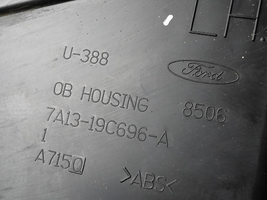 LH
U-388
Ford
OB HOUSING 8506
7A13-19C696-A
1
A7150
>ABS<